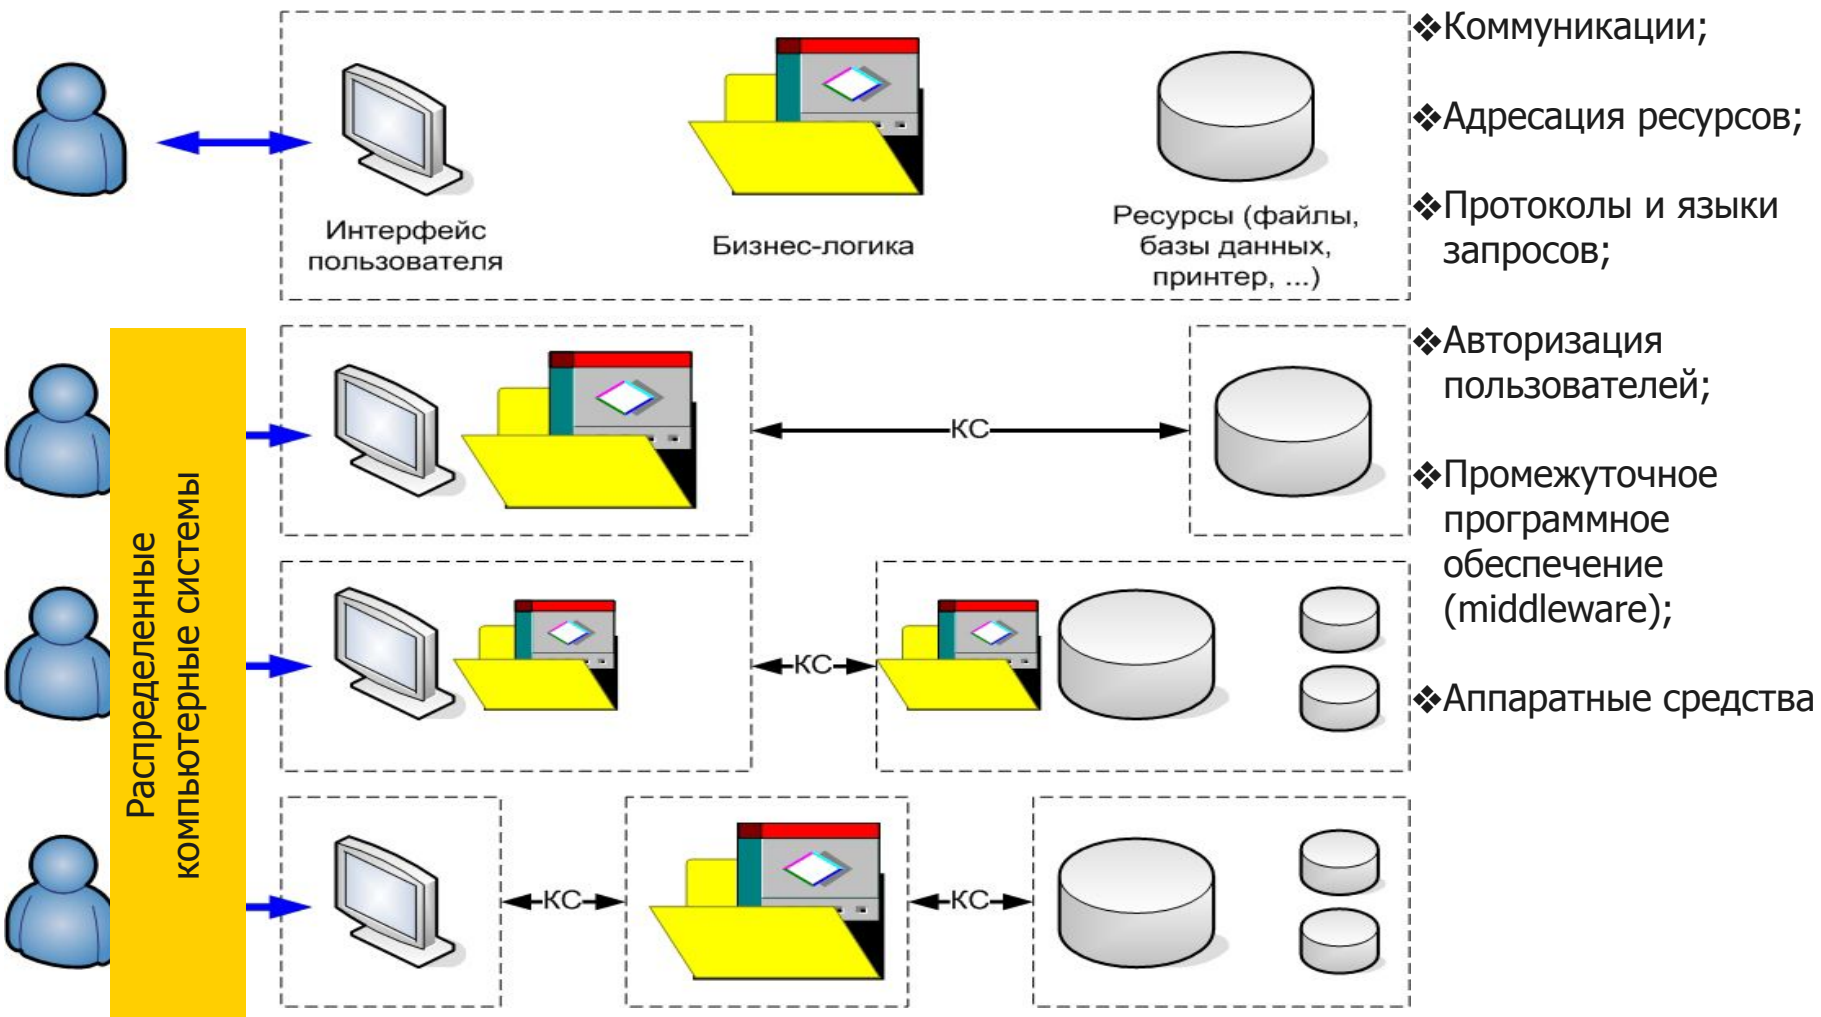 Интерфейс
пользователя
Бизнес-логика
Ресурсы (файлы,
базы данных,
принтер, ...)
Распределенные
компьютерные системы
КС
КС
КС
КС
❖Коммуникации;
❖Адресация ресурсов;
❖Протоколы и языки
запросов;
❖Авторизация
пользователей;
❖Промежуточное
программное
обеспечение
(middleware);
❖Аппаратные средства